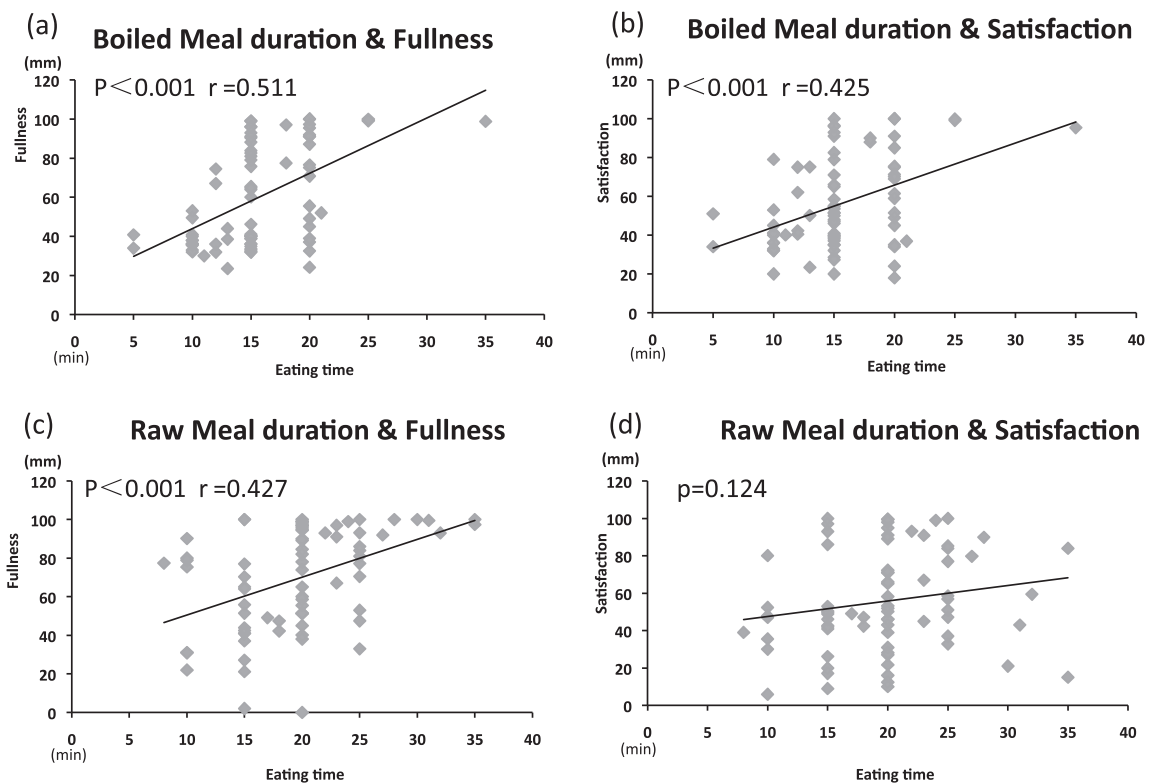 (a)
Boiled Meal duration & Fullness
(mm)
P＜0.001 r =0.511
Fullness
120
100
80
60
40
20
0
0 5 10 15 20 25 30 35 40
(min)
Eating time
(b)
Boiled Meal duration & Satisfaction
(mm)
P＜0.001 r =0.425
Satisfaction
120
100
80
60
40
20
0
0 5 10 15 20 25 30 35 40
(min)
Eating time
(c)
Raw Meal duration & Fullness
(mm)
P＜0.001 r =0.427
Fullness
120
100
80
60
40
20
0
0 5 10 15 20 25 30 35 40
(min)
Eating time
(d)
Raw Meal duration & Satisfaction
(mm)
p=0.124
Satisfaction
120
100
80
60
40
20
0
0 5 10 15 20 25 30 35 40
(min)
Eating time